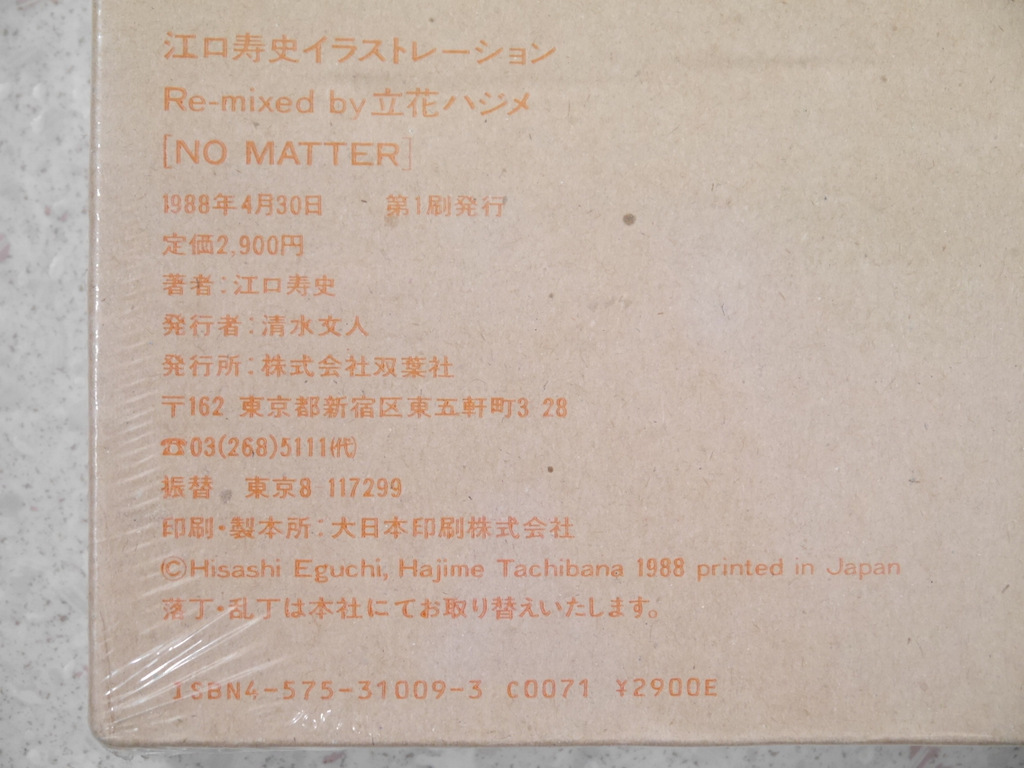 江口寿史イラストレーション
Re-mixed by 立花ハジメ
[NO MATTER]
1988年4月30日　第1刷発行
定価2,900円
著者:江口寿史
発行者:清水文人
発行所:株式会社双葉社
〒162 東京都新宿区東五軒町3 28
☎03(268)5111㈹
振替　東京8 117299
印刷・製本所:大日本印刷株式会社
©Hisashi Eguchi, Hajime Tachibana 1988 printed in Japan
落丁・乱丁は本社にてお取り替えいたします。
ISBN4-575-31009-3 C0071 ¥2900E